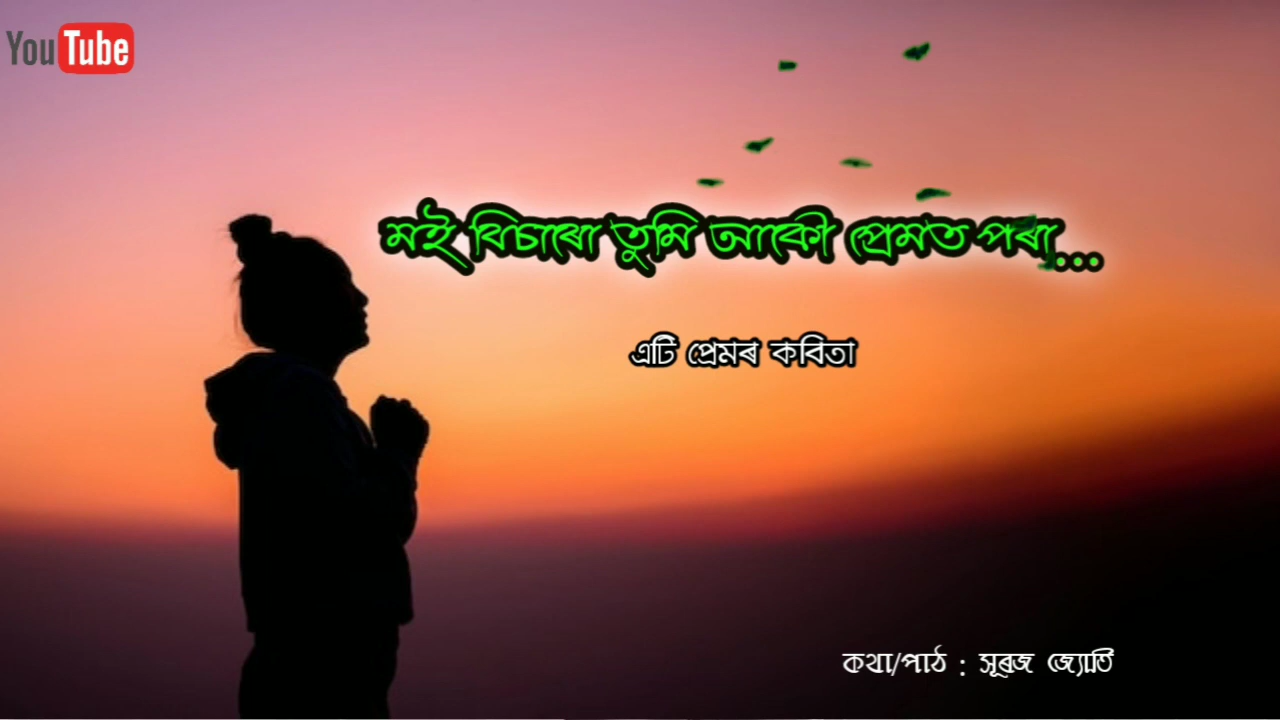 YouTube
মই বিচাৰো তুমি আকৌ প্ৰেমত পৰা...
এটি প্ৰেমৰ কবিতা
কথা/পাঠ : সূৰজ জ্যোতি